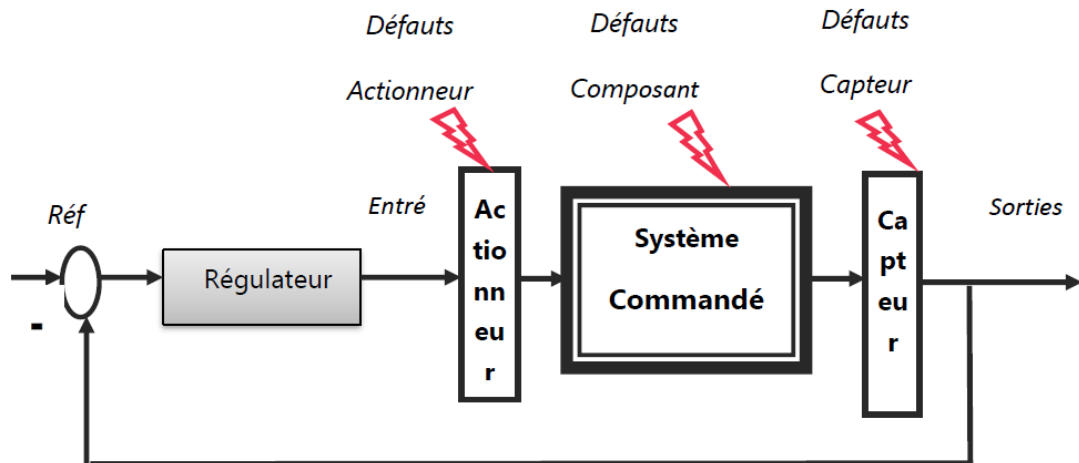 Défauts
Actionneur
Défauts
Composant
Défauts
Capteur
Réf
-
Régulateur
Entré
Ac
tio
nn
eu
r
Système
Commandé
Ca
pt
eu
r
Sorties